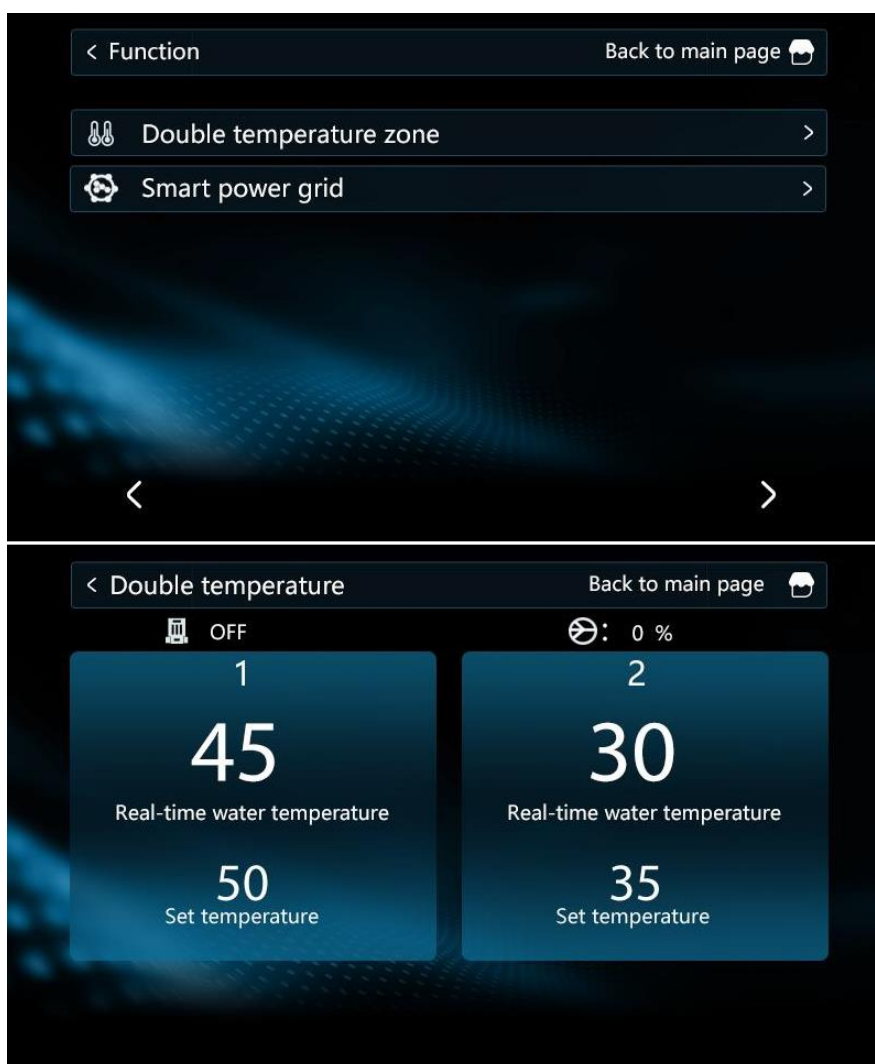 < Function Back to main page
Double temperature zone >
Smart power grid >
< >
< Double temperature Back to main page
OFF : 0 %
1 2
45 30
Real-time water temperature Real-time water temperature
50 35
Set temperature Set temperature